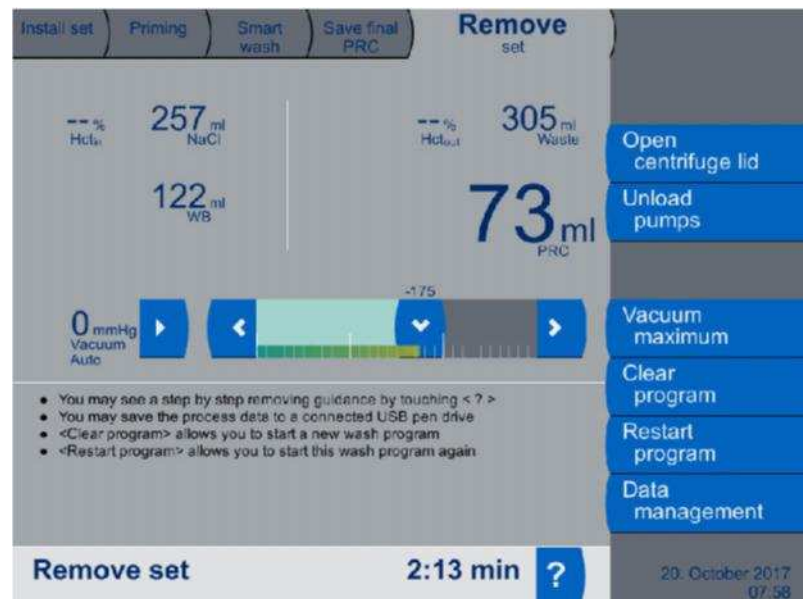 Install set Priming Smart wash Save final PRC Remove set
-- % Hctin
257 ml NaCl
-- % Hctout
305 ml Waste
122 ml WB
73 ml PRC
Open centrifuge lid
Unload pumps
-175
0 mmHg
Vacuum
Auto
Vacuum maximum
Clear program
Restart program
Data management
• You may see a step by step removing guidance by touching < ? >
• You may save the process data to a connected USB pen drive
• <Clear program> allows you to start a new wash program
• <Restart program> allows you to start this wash program again
Remove set 2:13 min ?
20. October 2017
07:58